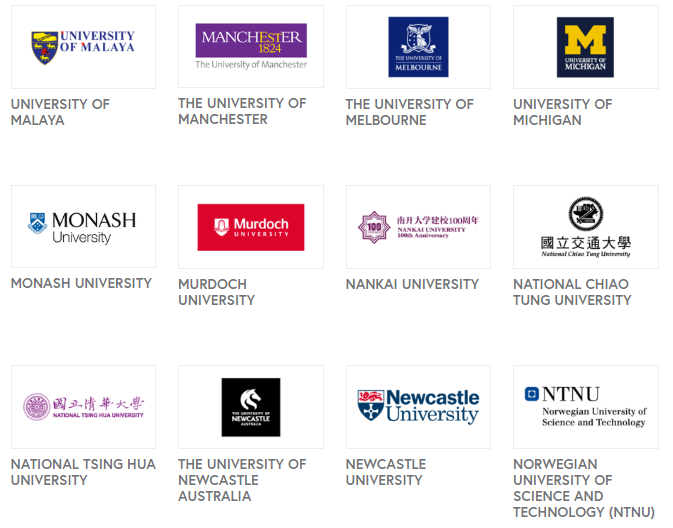 UNIVERSITY
OF MALAYA
UNIVERSITY OF
MALAYA
MANCHESTER
1824
The University of Manchester
THE UNIVERSITY OF
MANCHESTER
THE UNIVERSITY OF
MELBOURNE
THE UNIVERSITY OF
MELBOURNE
M
UNIVERSITY OF
MICHIGAN
UNIVERSITY OF
MICHIGAN
MONASH
University
MONASH UNIVERSITY
Murdoch
UNIVERSITY
MURDOCH
UNIVERSITY
100
南开大学建校100周年
NANKAI UNIVERSITY
100th Anniversary
NANKAI UNIVERSITY
國立交通大學
National Chiao Tung University
NATIONAL CHIAO
TUNG UNIVERSITY
國立清華大學
NATIONAL TSING HUA UNIVERSITY
NATIONAL TSING HUA
UNIVERSITY
THE UNIVERSITY OF
NEWCASTLE
AUSTRALIA
THE UNIVERSITY OF
NEWCASTLE
AUSTRALIA
Newcastle
University
NEWCASTLE
UNIVERSITY
NTNU
Norwegian University of
Science and Technology
NORWEGIAN
UNIVERSITY OF
SCIENCE AND
TECHNOLOGY (NTNU)